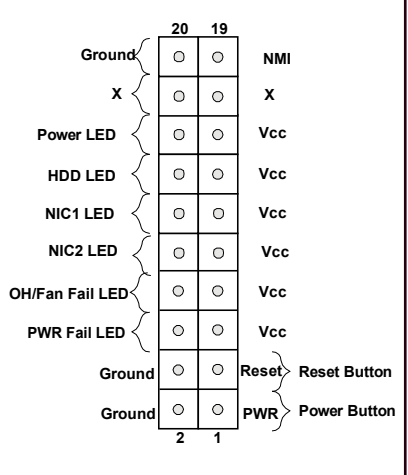 20 19
Ground NMI
X X
Power LED Vcc
HDD LED Vcc
NIC1 LED Vcc
NIC2 LED Vcc
OH/Fan Fail LED Vcc
PWR Fail LED Vcc
Ground Reset Reset Button
Ground PWR Power Button
2 1